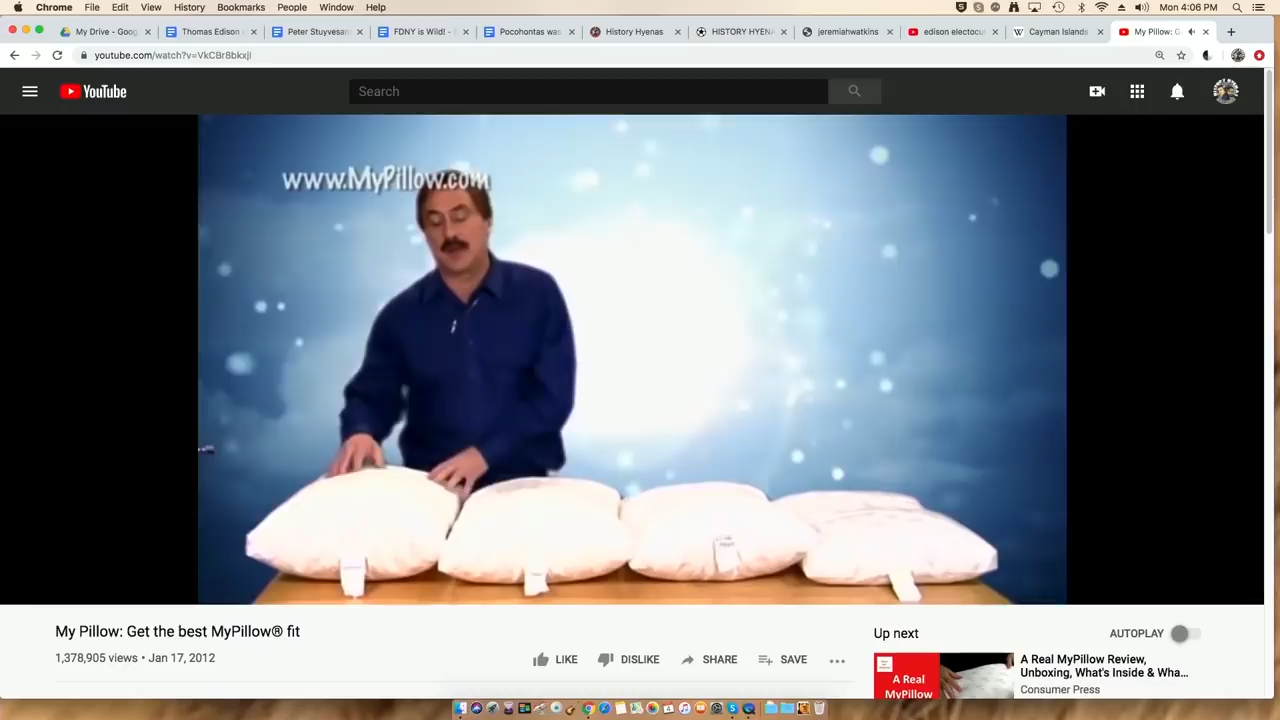 Chrome File Edit View History Bookmarks People Window Help
Mon 4:06 PM
My Drive - Goog
Thomas Edison
Peter Stuyvesan
FDNY is Wild! -
Pocohontas was
History Hyenas
HISTORY HYENA
jeremiahwatkins
edison electocut
Cayman Islands
My Pillow: G
youtube.com/watch?v=VkCBr8bkxjI
YouTube
Search
www.MyPillow.com
My Pillow: Get the best MyPillow® fit
1,378,905 views • Jan 17, 2012
LIKE DISLIKE SHARE SAVE
Up next AUTOPLAY
A Real
MyPillow
A Real MyPillow Review,
Unboxing, What's Inside & Wha...
Consumer Press